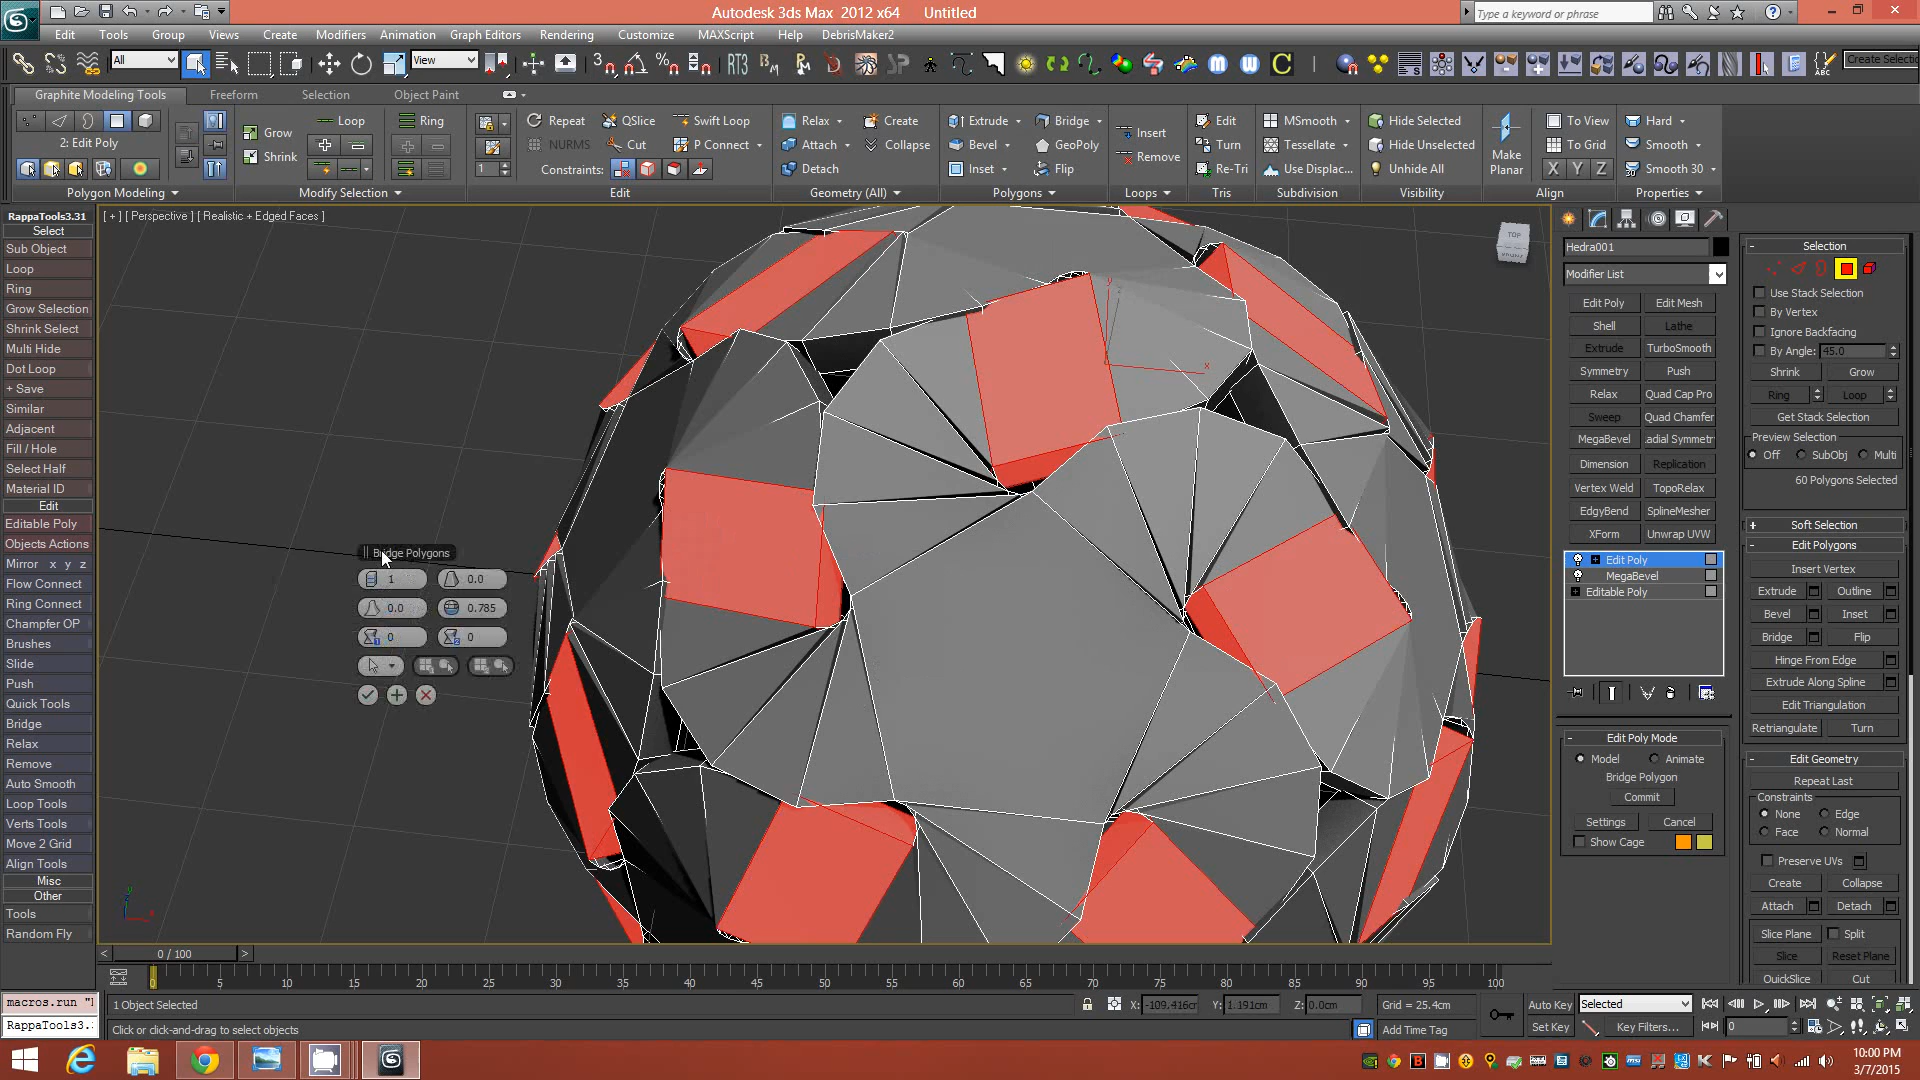 Autodesk 3ds Max 2012 x64 Untitled
Type a keyword or phrase
Edit Tools Group Views Create Modifiers Animation Graph Editors Rendering Customize MAXScript Help DebrisMaker2
All View Create Selectic
Graphite Modeling Tools Freeform Selection Object Paint
2: Edit Poly
Polygon Modeling
Grow Loop Ring
Shrink
Modify Selection
Repeat QSlice Swift Loop
NURMS Cut P Connect
1 Constraints:
Edit
Relax Create
Attach Collapse
Detach
Geometry (All)
Extrude Bridge
Bevel GeoPoly
Inset Flip
Polygons
Insert
Remove
Loops
Edit
Turn
Re-Tri
Tris
MSmooth
Tessellate
Use Displac...
Subdivision
Hide Selected
Hide Unselected
Unhide All
Visibility
Make Planar
To View
To Grid
X Y Z
Align
Hard
Smooth
Smooth 30
Properties
RappaTools3.31
Select
Sub Object
Loop
Ring
Grow Selection
Shrink Select
Multi Hide
Dot Loop
+ Save
Similar
Adjacent
Fill / Hole
Select Half
Material ID
Edit
Editable Poly
Objects Actions
Mirror x y z
Flow Connect
Ring Connect
Champfer OP
Brushes
Slide
Push
Quick Tools
Bridge
Relax
Remove
Auto Smooth
Loop Tools
Verts Tools
Move 2 Grid
Align Tools
Misc
Other
Tools
Random Fly
[ + ] [ Perspective ] [ Realistic + Edged Faces ]
TOP
Bridge Polygons
1 0.0
0.0 0.785
0 0
Hedra001
Modifier List
Edit Poly Edit Mesh
Shell Lathe
Extrude TurboSmooth
Symmetry Push
Relax Quad Cap Pro
Sweep Quad Chamfer
MegaBevel adial Symmetr
Dimension Replication
Vertex Weld TopoRelax
EdgyBend SplineMesher
XForm Unwrap UVW
Edit Poly
MegaBevel
Editable Poly
Edit Poly Mode
Model Animate
Bridge Polygon
Commit
Settings Cancel
Show Cage
Selection
Use Stack Selection
By Vertex
Ignore Backfacing
By Angle: 45.0
Shrink Grow
Ring Loop
Get Stack Selection
Preview Selection
Off SubObj Multi
60 Polygons Selected
Soft Selection
Edit Polygons
Insert Vertex
Extrude Outline
Bevel Inset
Bridge Flip
Hinge From Edge
Extrude Along Spline
Edit Triangulation
Retriangulate Turn
Edit Geometry
Repeat Last
Constraints
None Edge
Face Normal
Preserve UVs
Create Collapse
Attach Detach
Slice Plane Split
Slice Reset Plane
QuickSlice Cut
< 0 / 100 >
0 5 10 15 20 25 30 35 40 45 50 55 60 65 70 75 80 85 90 95 100
macros.run "
RappaTools3.
1 Object Selected
X: -109.416cr Y: 1.191cm Z: 0.0cm Grid = 25.4cm
Click or click-and-drag to select objects
Add Time Tag
Auto Key Selected
Set Key Key Filters... 0
10:00 PM
3/7/2015